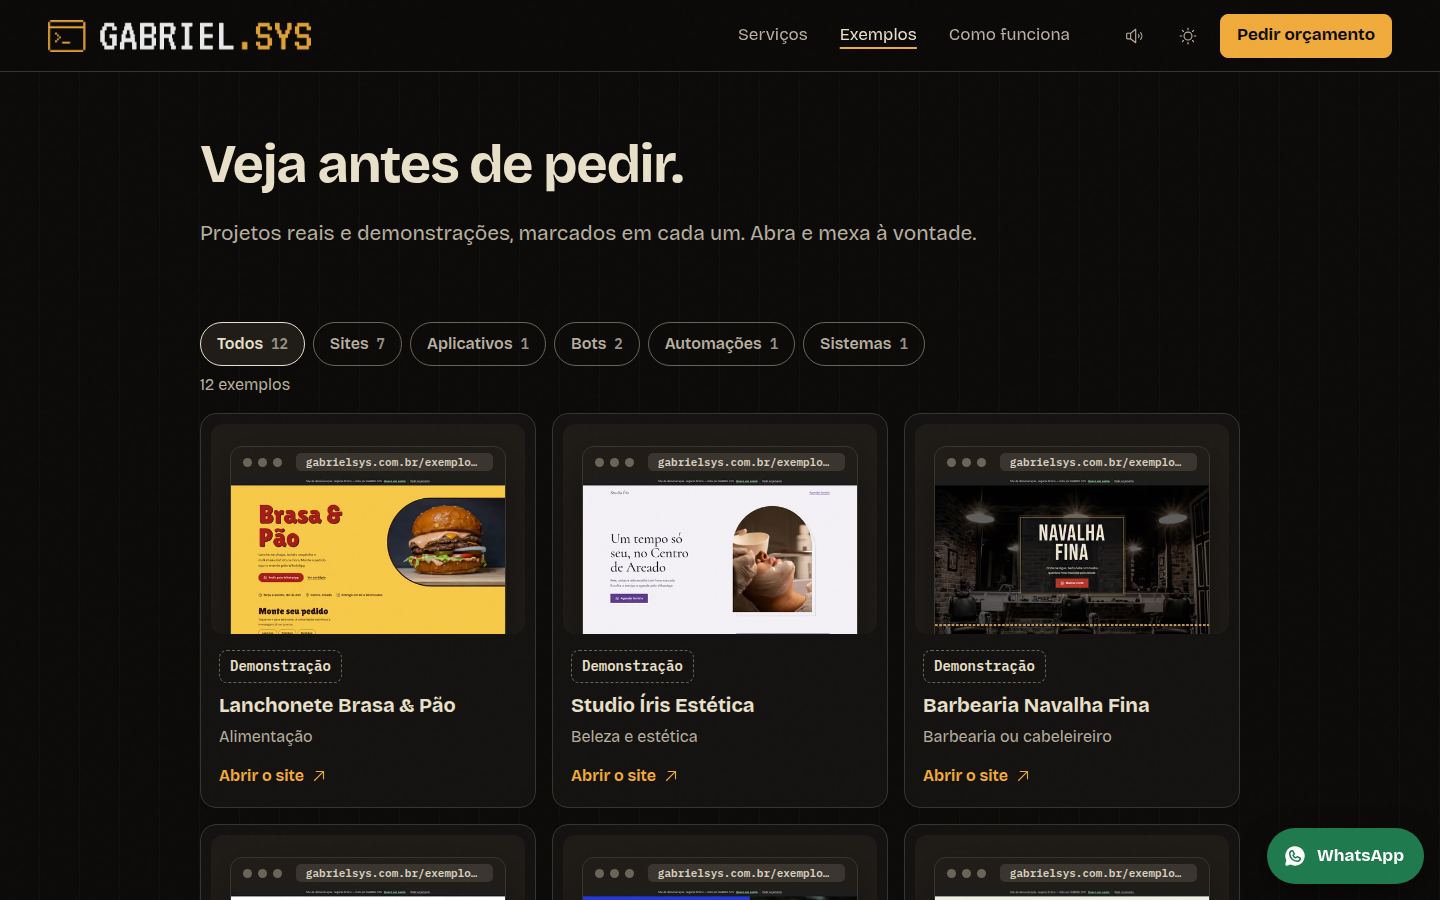 GABRIEL.SYS
Serviços
Exemplos
Como funciona
Pedir orçamento
Veja antes de pedir.
Projetos reais e demonstrações, marcados em cada um. Abra e mexa à vontade.
Todos 12
Sites 7
Aplicativos 1
Bots 2
Automações 1
Sistemas 1
12 exemplos
gabrielsys.com.br/exemplo…
Brasa &
Pão
Monte seu pedido
Demonstração
Lanchonete Brasa & Pão
Alimentação
Abrir o site
gabrielsys.com.br/exemplo…
Studio Íris
Um tempo só
seu, no Centro
de Arcado
Demonstração
Studio Íris Estética
Beleza e estética
Abrir o site
gabrielsys.com.br/exemplo…
NAVALHA
FINA
Demonstração
Barbearia Navalha Fina
Barbearia ou cabeleireiro
Abrir o site
gabrielsys.com.br/exemplo…
gabrielsys.com.br/exemplo…
gabrielsys.com.br/exemplo…
WhatsApp